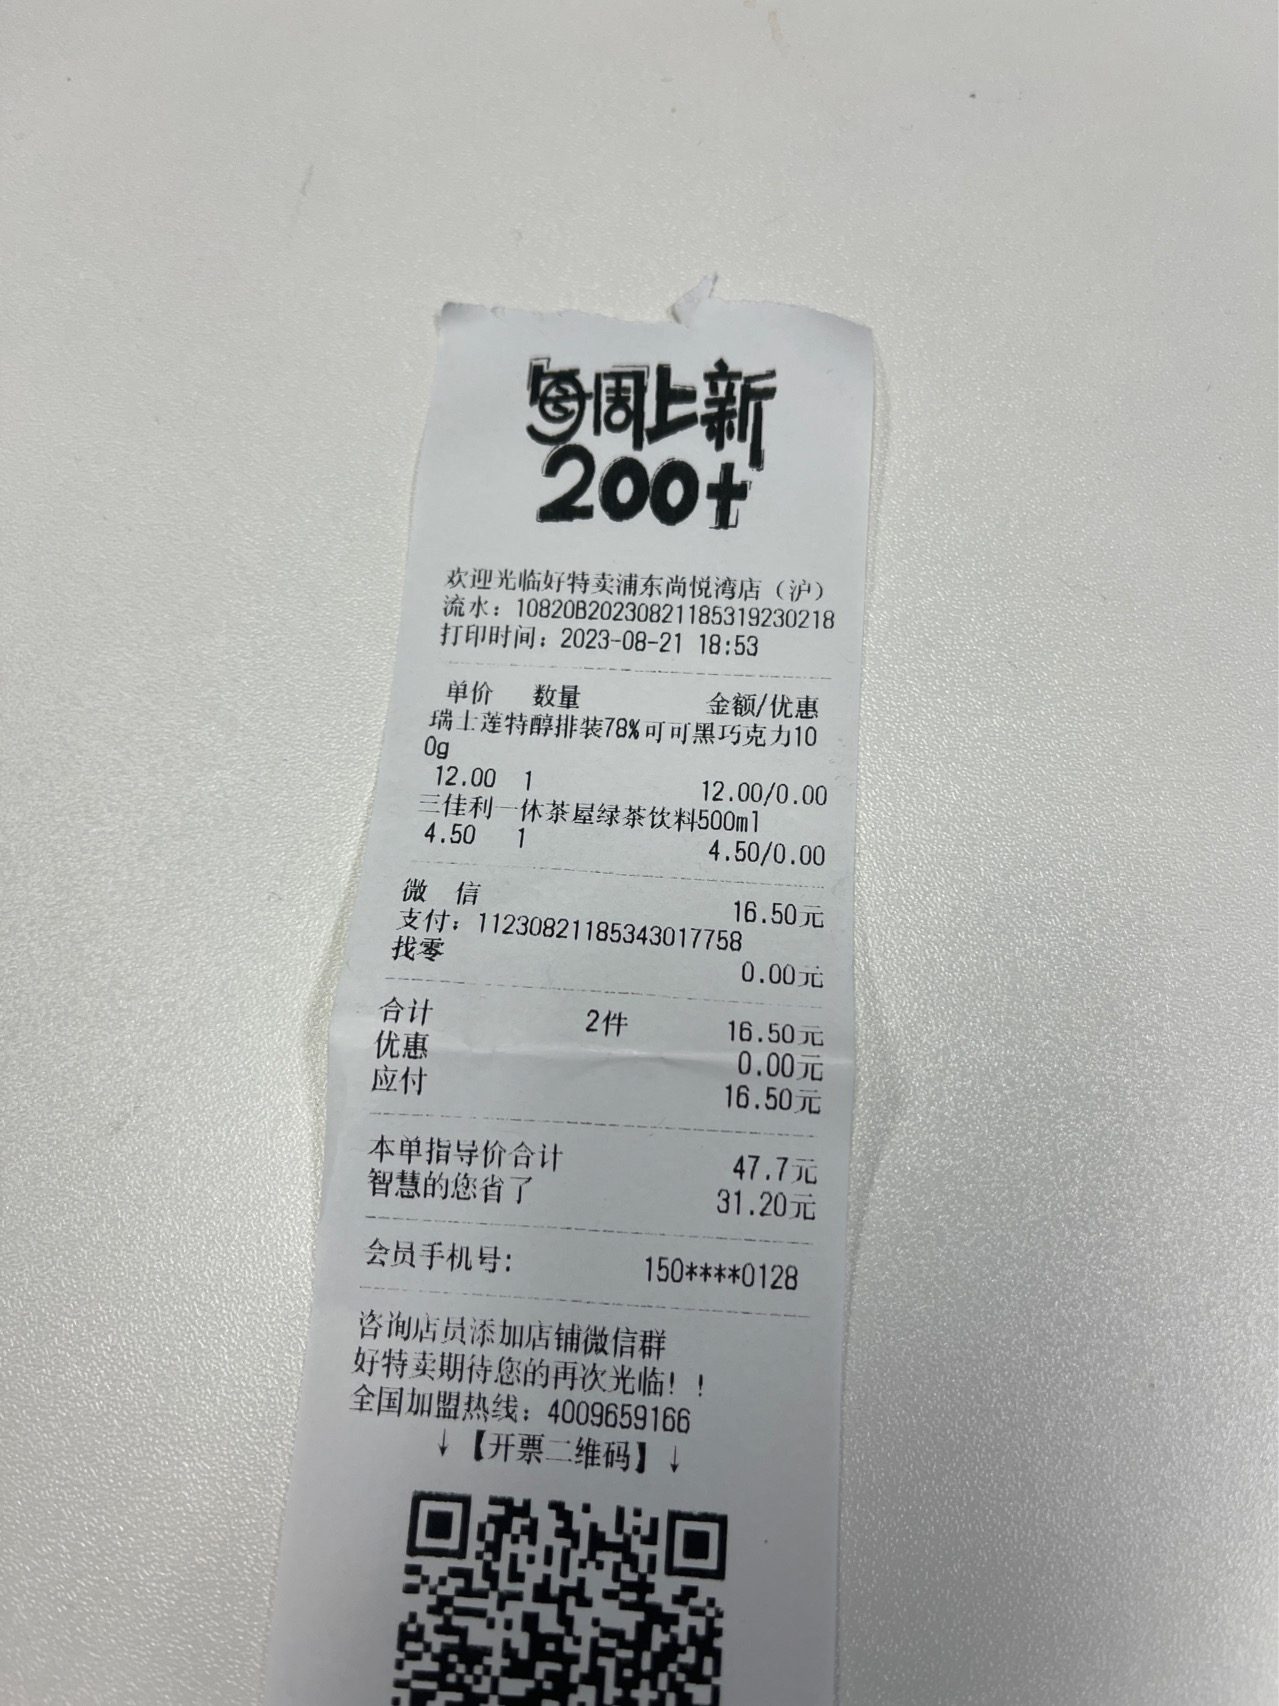 每周上新
200+
欢迎光临好特卖浦东尚悦湾店（沪）
流水：10820B20230821185319230218
打印时间：2023-08-21 18:53
单价 数量 金额/优惠
瑞士莲特醇排装78%可可黑巧克力10
0g
12.00 1 12.00/0.00
三佳利一休茶屋绿茶饮料500ml
4.50 1 4.50/0.00
微 信 16.50元
支付：112308211185343017758
找零 0.00元
合计 2件 16.50元
优惠 0.00元
应付 16.50元
本单指导价合计 47.7元
智慧的您省了 31.20元
会员手机号: 150****0128
咨询店员添加店铺微信群
好特卖期待您的再次光临！！
全国加盟热线：4009659166
↓【开票二维码】↓